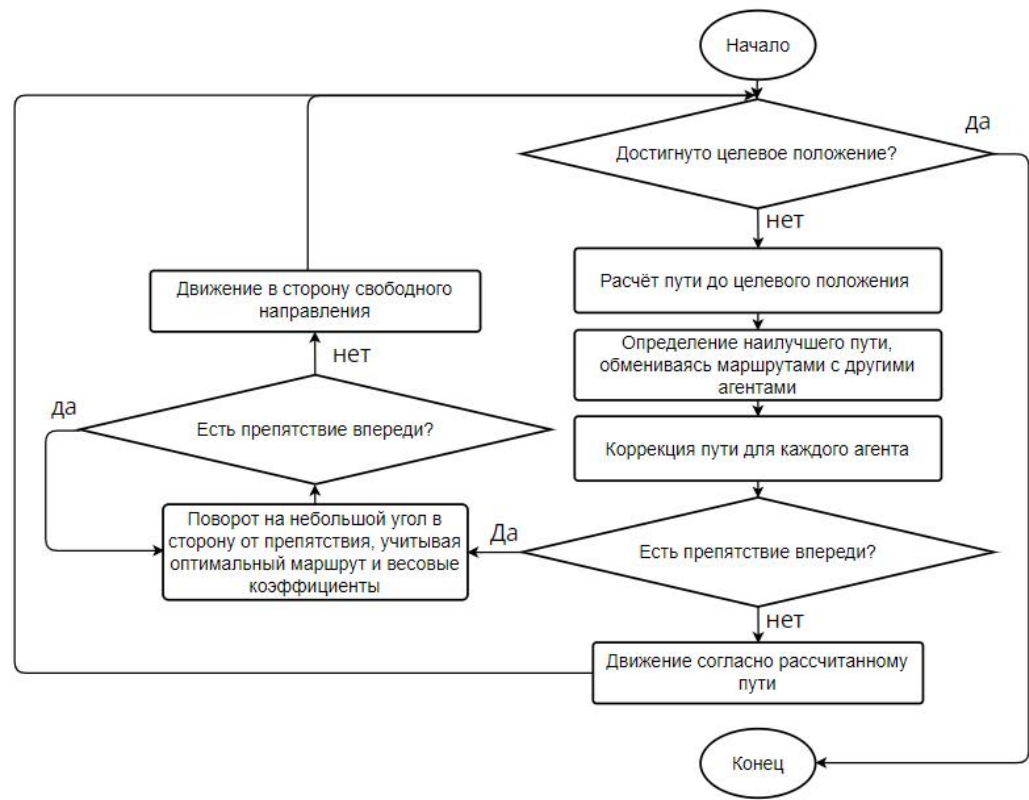 Начало
да
Достигнуто целевое положение?
нет
Расчёт пути до целевого положения
Определение наилучшего пути,
обмениваясь маршрутами с другими
агентами
Коррекция пути для каждого агента
Есть препятствие впереди?
Да
нет
Движение согласно рассчитанному
пути
Поворот на небольшой угол в
сторону от препятствия, учитывая
оптимальный маршрут и весовые
коэффициенты
Есть препятствие впереди?
да
нет
Движение в сторону свободного
направления
Конец